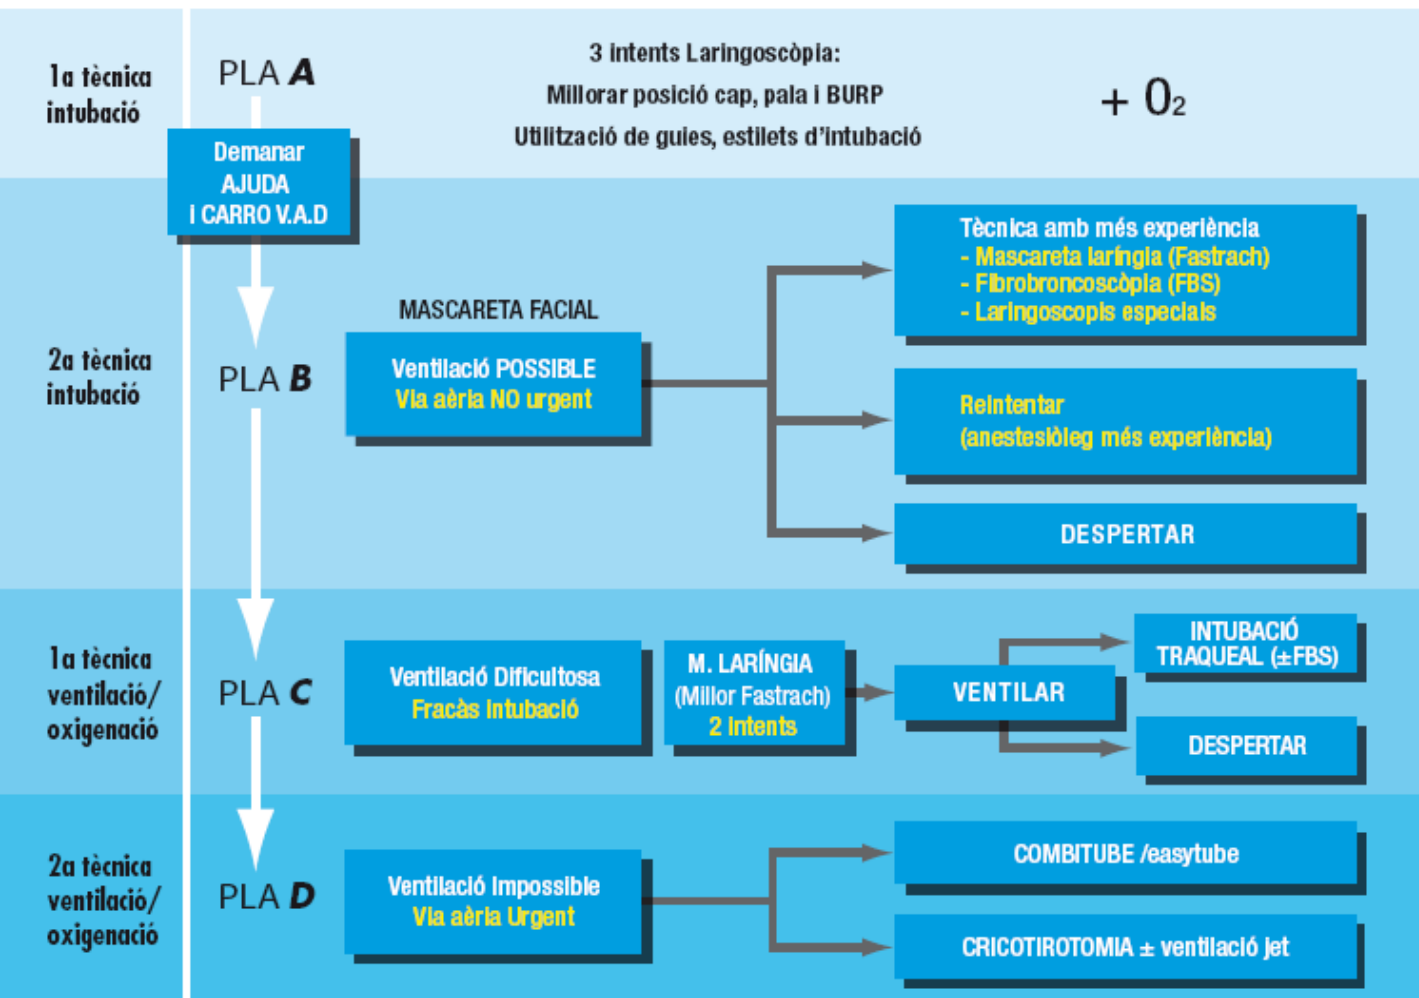 1a tècnica
intubació
PLA A
3 intents Laringoscòpia:
Millorar posició cap, pala i BURP
Utilització de guies, estilets d'intubació
+ O₂
Demanar
AJUDA
i CARRO V.A.D
2a tècnica
intubació
PLA B
MASCARETA FACIAL
Ventilació POSSIBLE
Via aèria NO urgent
Tècnica amb més experiència
- Mascareta laríngia (Fastrach)
- Fibrobroncoscòpia (FBS)
- Laringoscopis especials
Reintentar
(anestesiòleg més experiència)
DESPERTAR
1a tècnica
ventilació/
oxigenació
PLA C
Ventilació Dificultosa
Fracàs Intubació
M. LARÍNGIA
(Millor Fastrach)
2 intents
VENTILAR
INTUBACIÓ
TRAQUEAL (±FBS)
DESPERTAR
2a tècnica
ventilació/
oxigenació
PLA D
Ventilació Impossible
Via aèria Urgent
COMBITUBE /easytube
CRICOTIROTOMIA ± ventilació jet